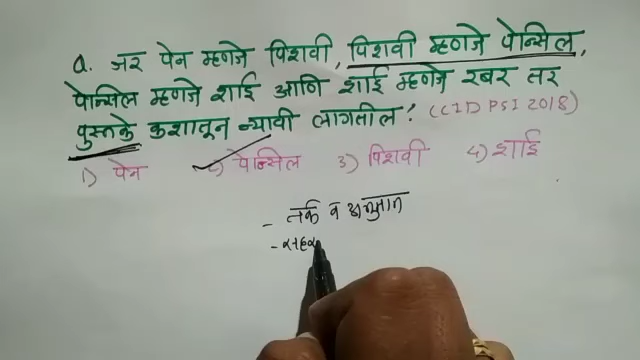 Q. जर पेन म्हणजे पिशवी, पिशवी म्हणजे पेन्सिल,
पेन्सिल म्हणजे शाई आणि शाई म्हणजे रबर तर
पुस्तके कशातून न्यावी लागतील? (CID PSI 2018)
1) पेन 2) पेन्सिल 3) पिशवी 4) शाई
- तर्क व अनुमान